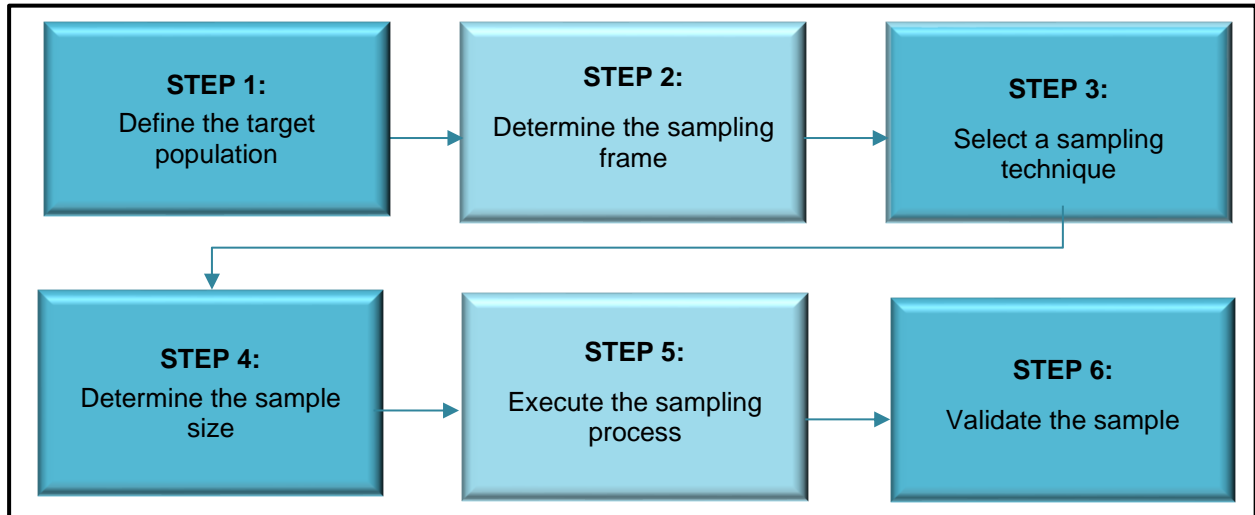 STEP 1:
Define the target
population
STEP 2:
Determine the sampling
frame
STEP 3:
Select a sampling
technique
STEP 4:
Determine the sample
size
STEP 5:
Execute the sampling
process
STEP 6:
Validate the sample